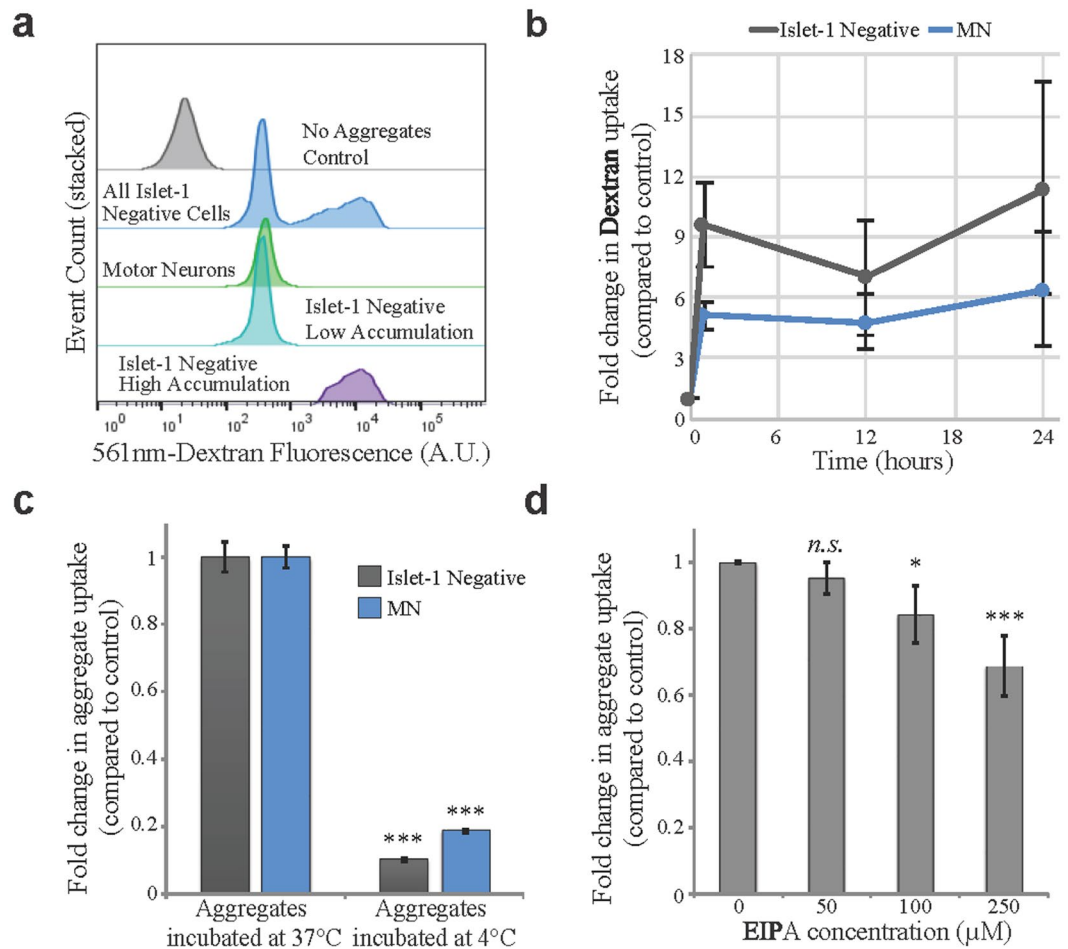 a
Event Count (stacked)
No Aggregates
Control
All Islet-1
Negative Cells
Motor Neurons
Islet-1 Negative
Low Accumulation
Islet-1 Negative
High Accumulation
10^0 10^1 10^2 10^3 10^4 10^5
561nm-Dextran Fluorescence (A.U.)
b
Islet-1 Negative MN
Fold change in Dextran uptake
(compared to control)
18
15
12
9
6
3
0
0 6 12 18 24
Time (hours)
c
Fold change in aggregate uptake
(compared to control)
1
0.8
0.6
0.4
0.2
0
Islet-1 Negative
MN
*** ***
Aggregates
incubated at 37°C
Aggregates
incubated at 4°C
d
Fold change in aggregate uptake
(compared to control)
1
0.8
0.6
0.4
0.2
0
n.s. * ***
0 50 100 250
EIPA concentration (µM)